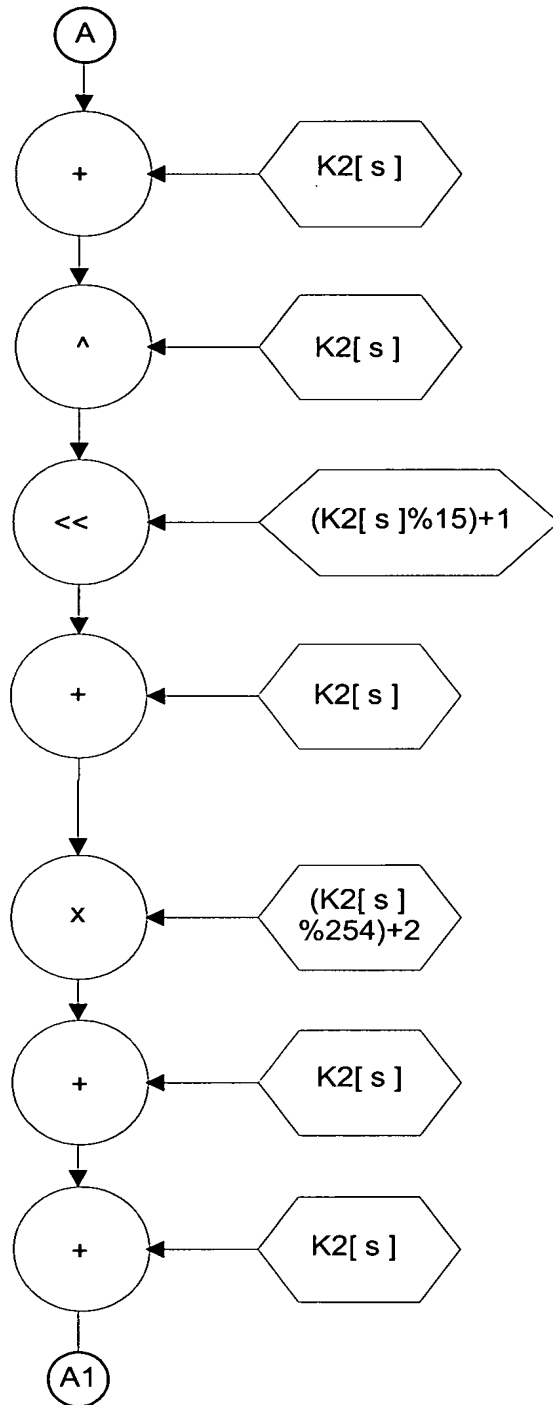 A
+
K2[ s ]
^
K2[ s ]
<<
(K2[ s ]%15)+1
+
K2[ s ]
x
(K2[ s ]
%254)+2
+
K2[ s ]
+
K2[ s ]
A1